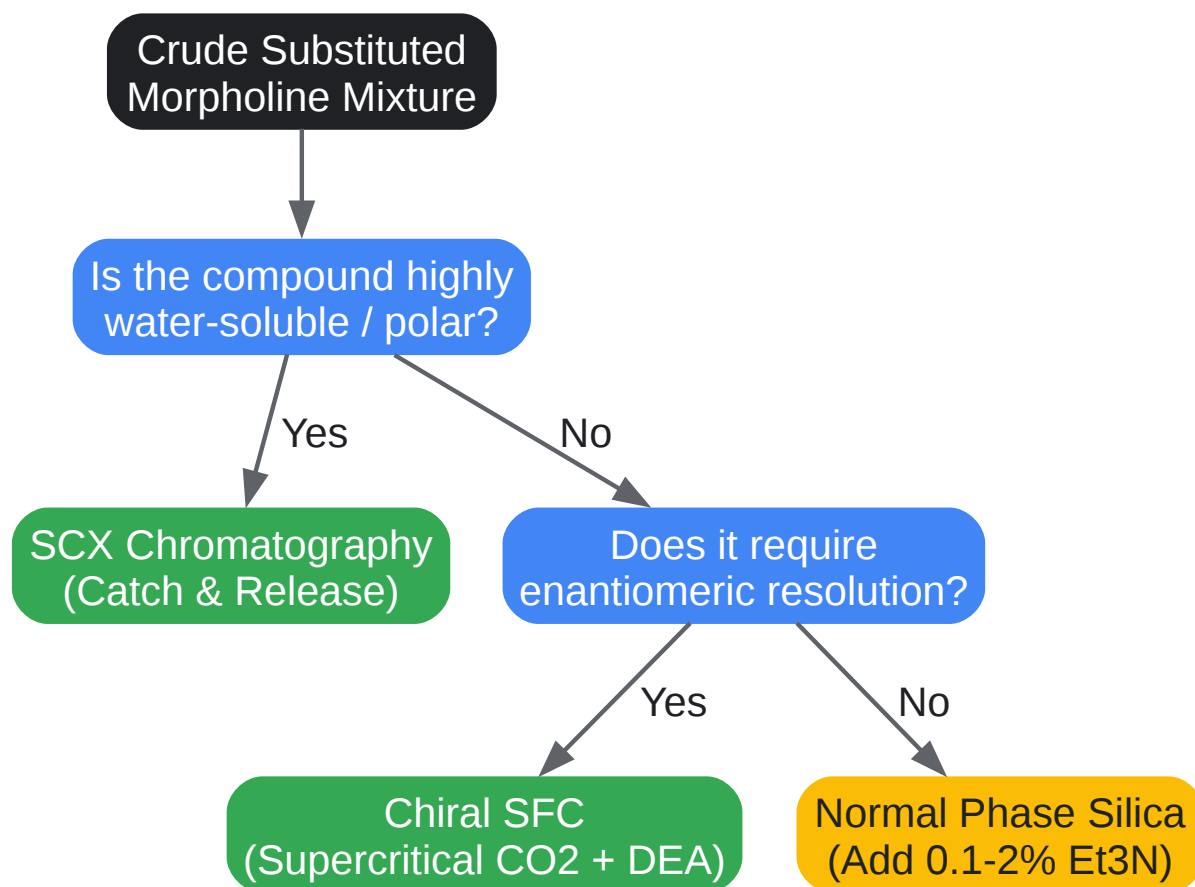 Crude Substituted
Morpholine Mixture
Is the compound highly
water-soluble / polar?
Yes
No
SCX Chromatography
(Catch & Release)
Does it require
enantiomeric resolution?
Yes
No
Chiral SFC
(Supercritical CO2 + DEA)
Normal Phase Silica
(Add 0.1-2% Et3N)